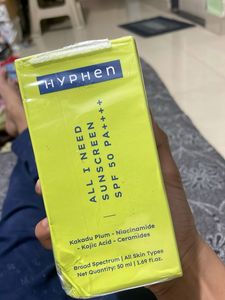 HYPHEN
ALL I NEED
SUNSCREEN
SPF 50 PA++++
Kakadu Plum - Niacinamide
- Kojic Acid - Ceramides
Broad Spectrum | All Skin Types
Net Quantity: 50 ml | 1.69 fl.oz.